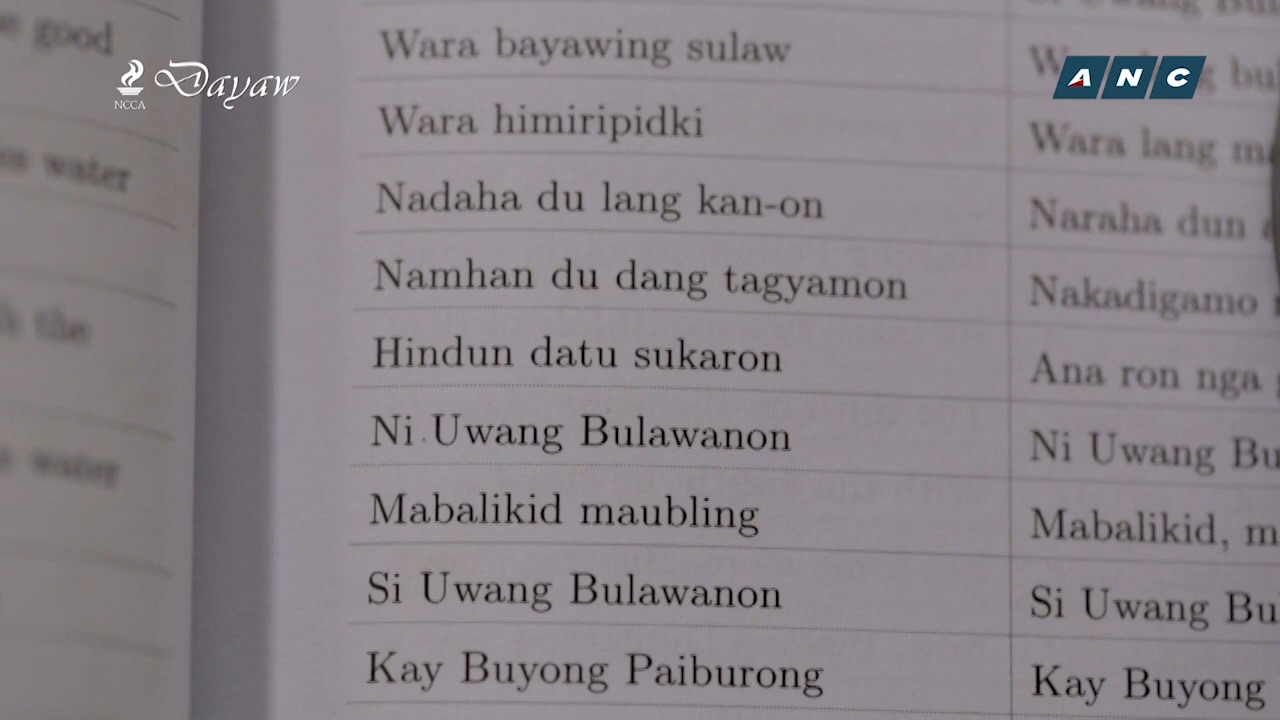 good
NCCA
Dayaw
ANC
water
the
water
Wara bayawing sulaw
Wara himiripidki
Nadaha du lang kan-on
Namhan du dang tagyamon
Hindun datu sukaron
Ni Uwang Bulawanon
Mabalikid maubling
Si Uwang Bulawanon
Kay Buyong Paiburong
Wara lang
Naraha dun
Nakadigamo
Ana ron nga
Ni Uwang
Mabalikid,
Si Uwang
Kay Buyong